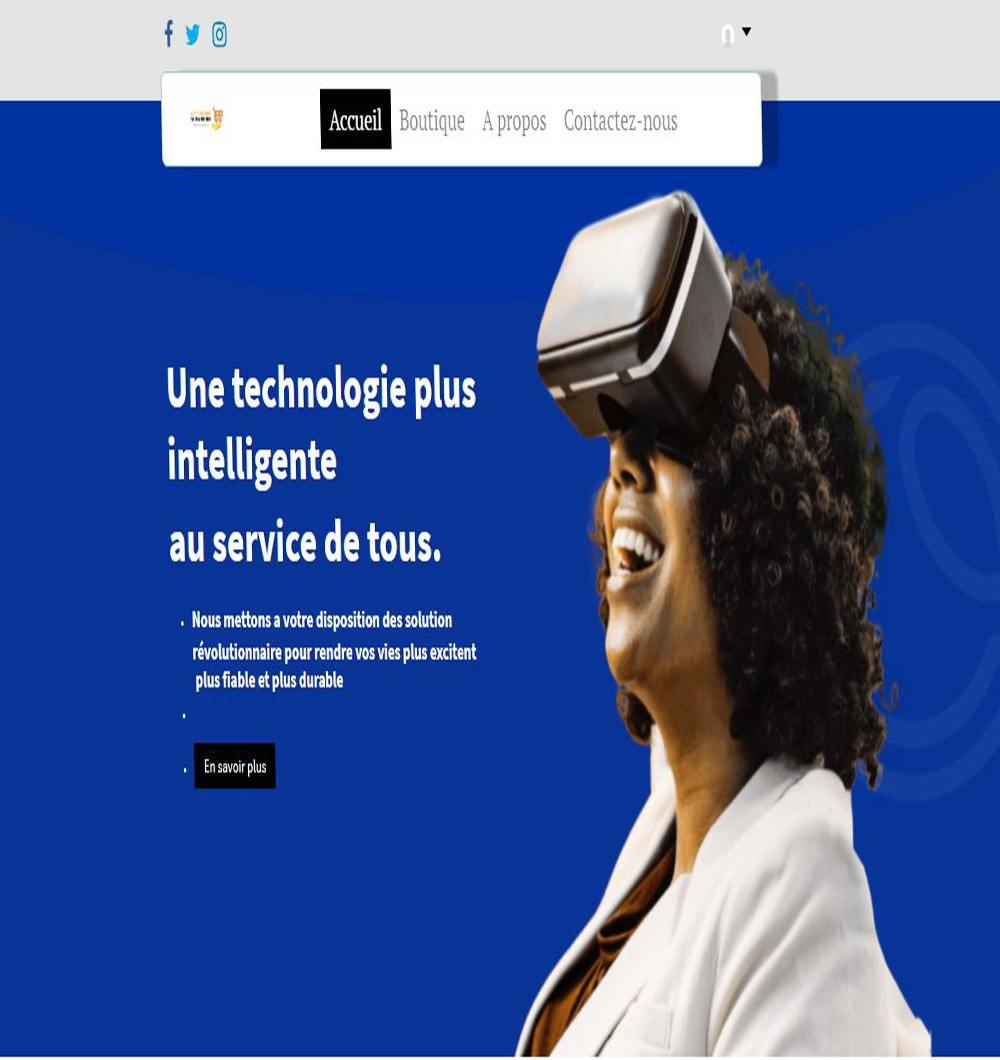 Accueil Boutique A propos Contactez-nous
Une technologie plus
intelligente
au service de tous.
Nous mettons a votre disposition des solution
révolutionnaire pour rendre vos vies plus excitent
plus fiable et plus durable
En savoir plus